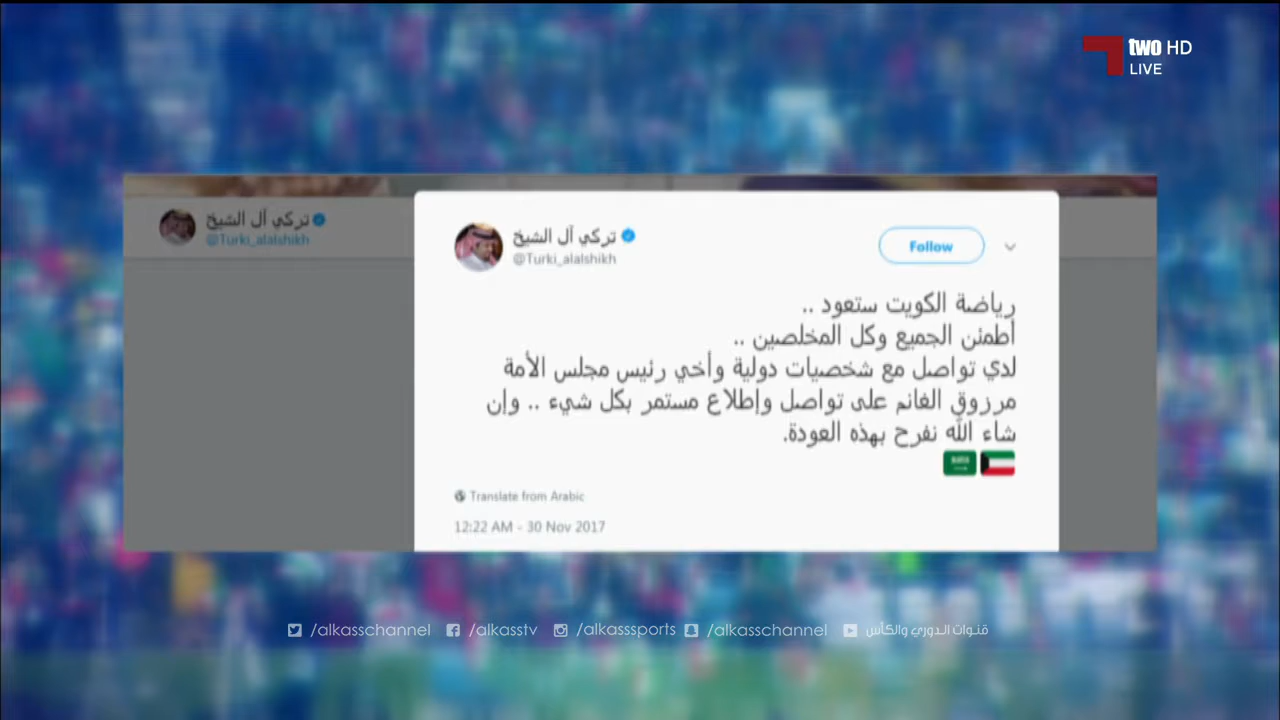 two HD
LIVE
تركي آل الشيخ
@Turki_alalshikh
تركي آل الشيخ
@Turki_alalshikh
Follow
رياضة الكويت ستعود ..
أطمئن الجميع وكل المخلصين ..
لدي تواصل مع شخصيات دولية وأخي رئيس مجلس الأمة
مرزوق الغانم على تواصل وإطلاع مستمر بكل شيء .. وإن
شاء الله نفرح بهذه العودة.
Translate from Arabic
12:22 AM - 30 Nov 2017
/alkasschannel /alkasstv /alkasssports /alkasschannel قنوات الدوري والكأس